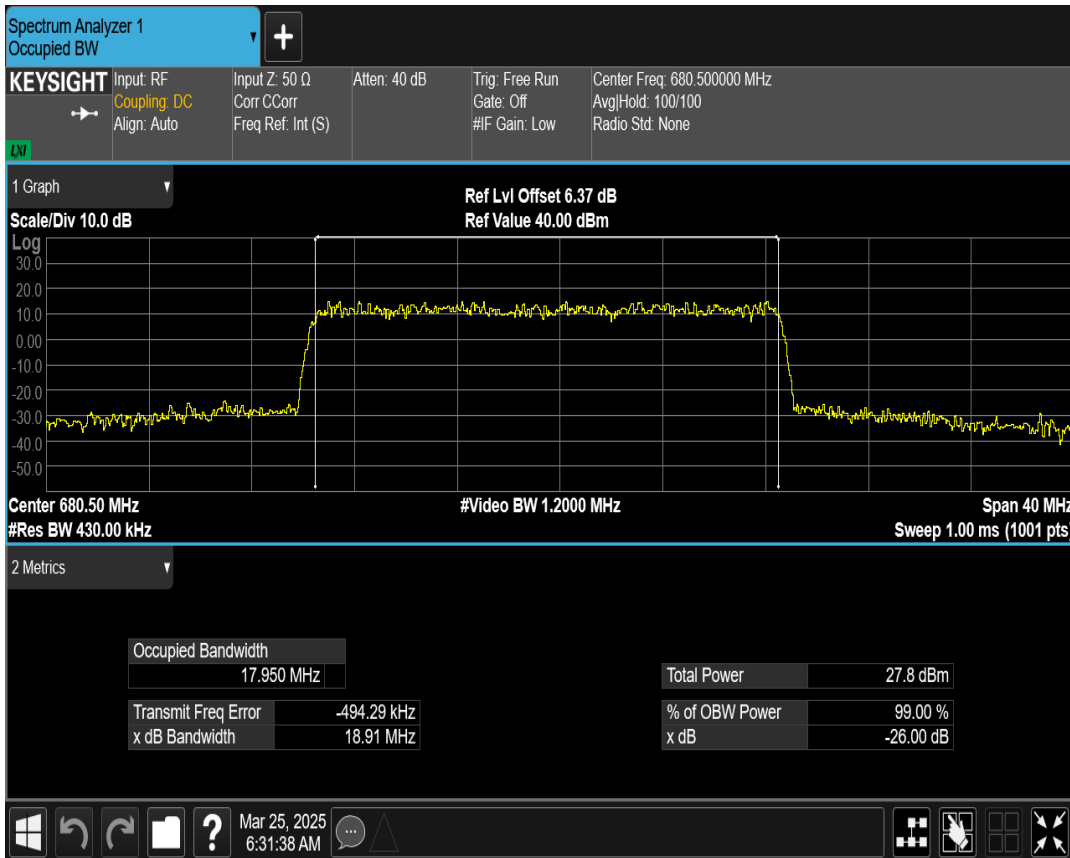 Spectrum Analyzer 1
Occupied BW
+
KEYSIGHT
LXI
Input: RF
Coupling: DC
Align: Auto
Input Z: 50 Ω
Corr CCorr
Freq Ref: Int (S)
Atten: 40 dB
Trig: Free Run
Gate: Off
#IF Gain: Low
Center Freq: 680.500000 MHz
Avg|Hold: 100/100
Radio Std: None
1 Graph
Scale/Div 10.0 dB
Ref Lvl Offset 6.37 dB
Ref Value 40.00 dBm
Log
30.0
20.0
10.0
0.00
-10.0
-20.0
-30.0
-40.0
-50.0
Center 680.50 MHz
#Video BW 1.2000 MHz
Span 40 MHz
#Res BW 430.00 kHz
Sweep 1.00 ms (1001 pts)
2 Metrics
Occupied Bandwidth
17.950 MHz
Total Power 27.8 dBm
Transmit Freq Error -494.29 kHz
% of OBW Power 99.00 %
x dB Bandwidth 18.91 MHz
x dB -26.00 dB
?
Mar 25, 2025
6:31:38 AM